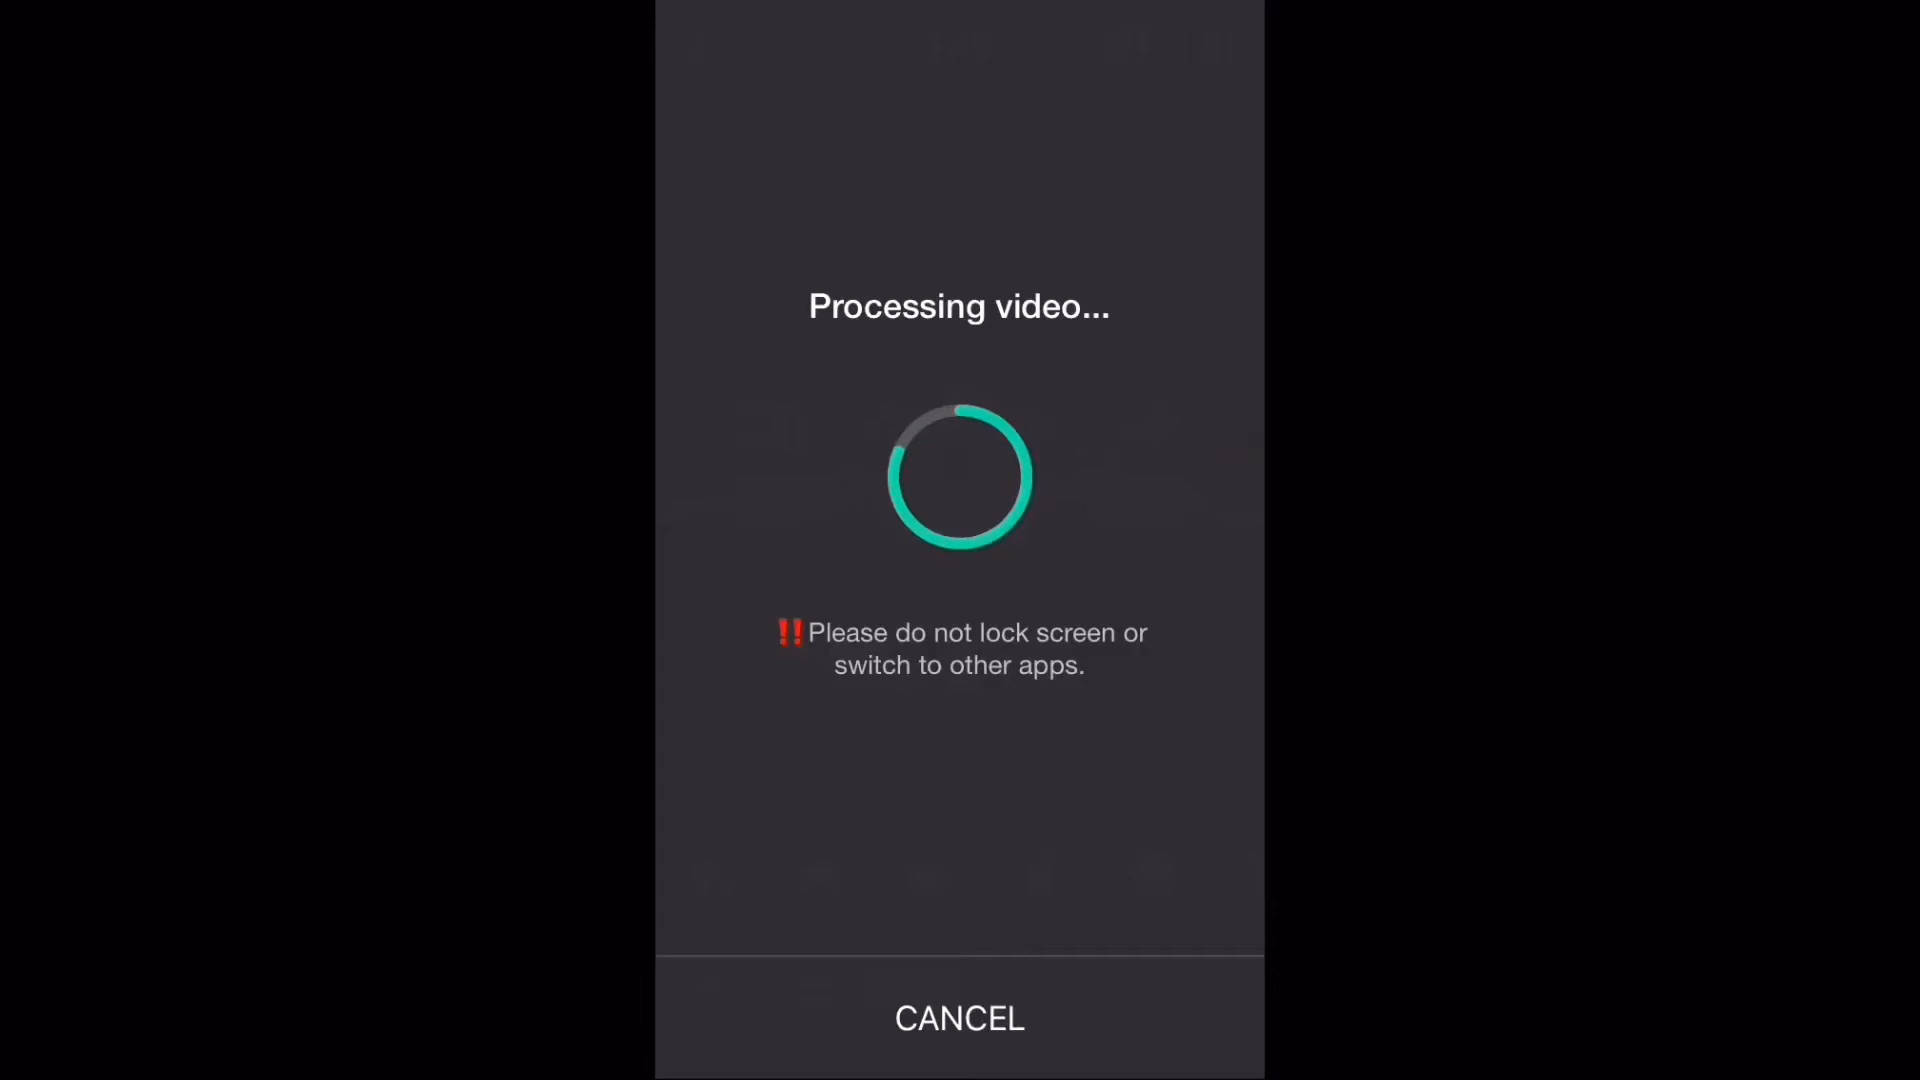 Processing video...
‼️Please do not lock screen or
switch to other apps.
CANCEL